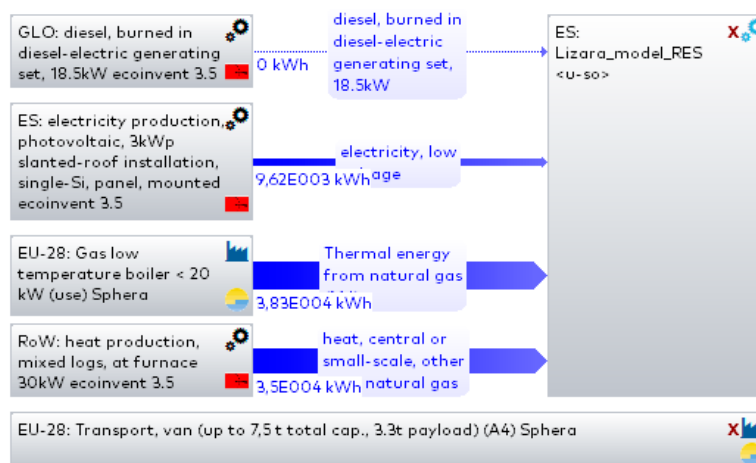 GLO: diesel, burned in
diesel-electric generating
set, 18.5kW ecoinvent 3.5
0 kWh
diesel, burned in
diesel-electric
generating set,
18.5kW
ES:
Lizara_model_RES
<u-so>
X
ES: electricity production,
photovoltaic, 3kWp
slanted-roof installation,
single-Si, panel, mounted
ecoinvent 3.5
9,62E003 kWh
electricity, low
age
EU-28: Gas low
temperature boiler < 20
kW (use) Sphera
3,83E004 kWh
Thermal energy
from natural gas
RoW: heat production,
mixed logs, at furnace
30kW ecoinvent 3.5
3,5E004 kWh
heat, central or
small-scale, other
natural gas
EU-28: Transport, van (up to 7,5 t total cap., 3.3t payload) (A4) Sphera
X